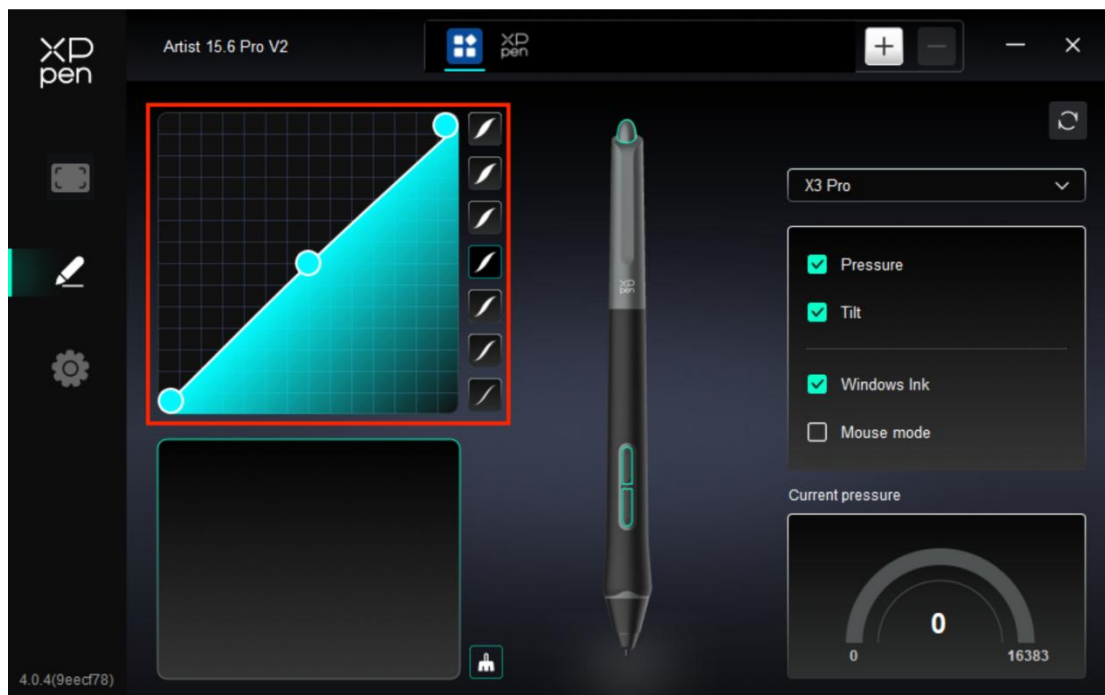 XP
pen
Artist 15.6 Pro V2
XP
pen
X3 Pro
XP
pen
Pressure
Tilt
Windows Ink
Mouse mode
Current pressure
0
0
16383
4.0.4(9eecf78)